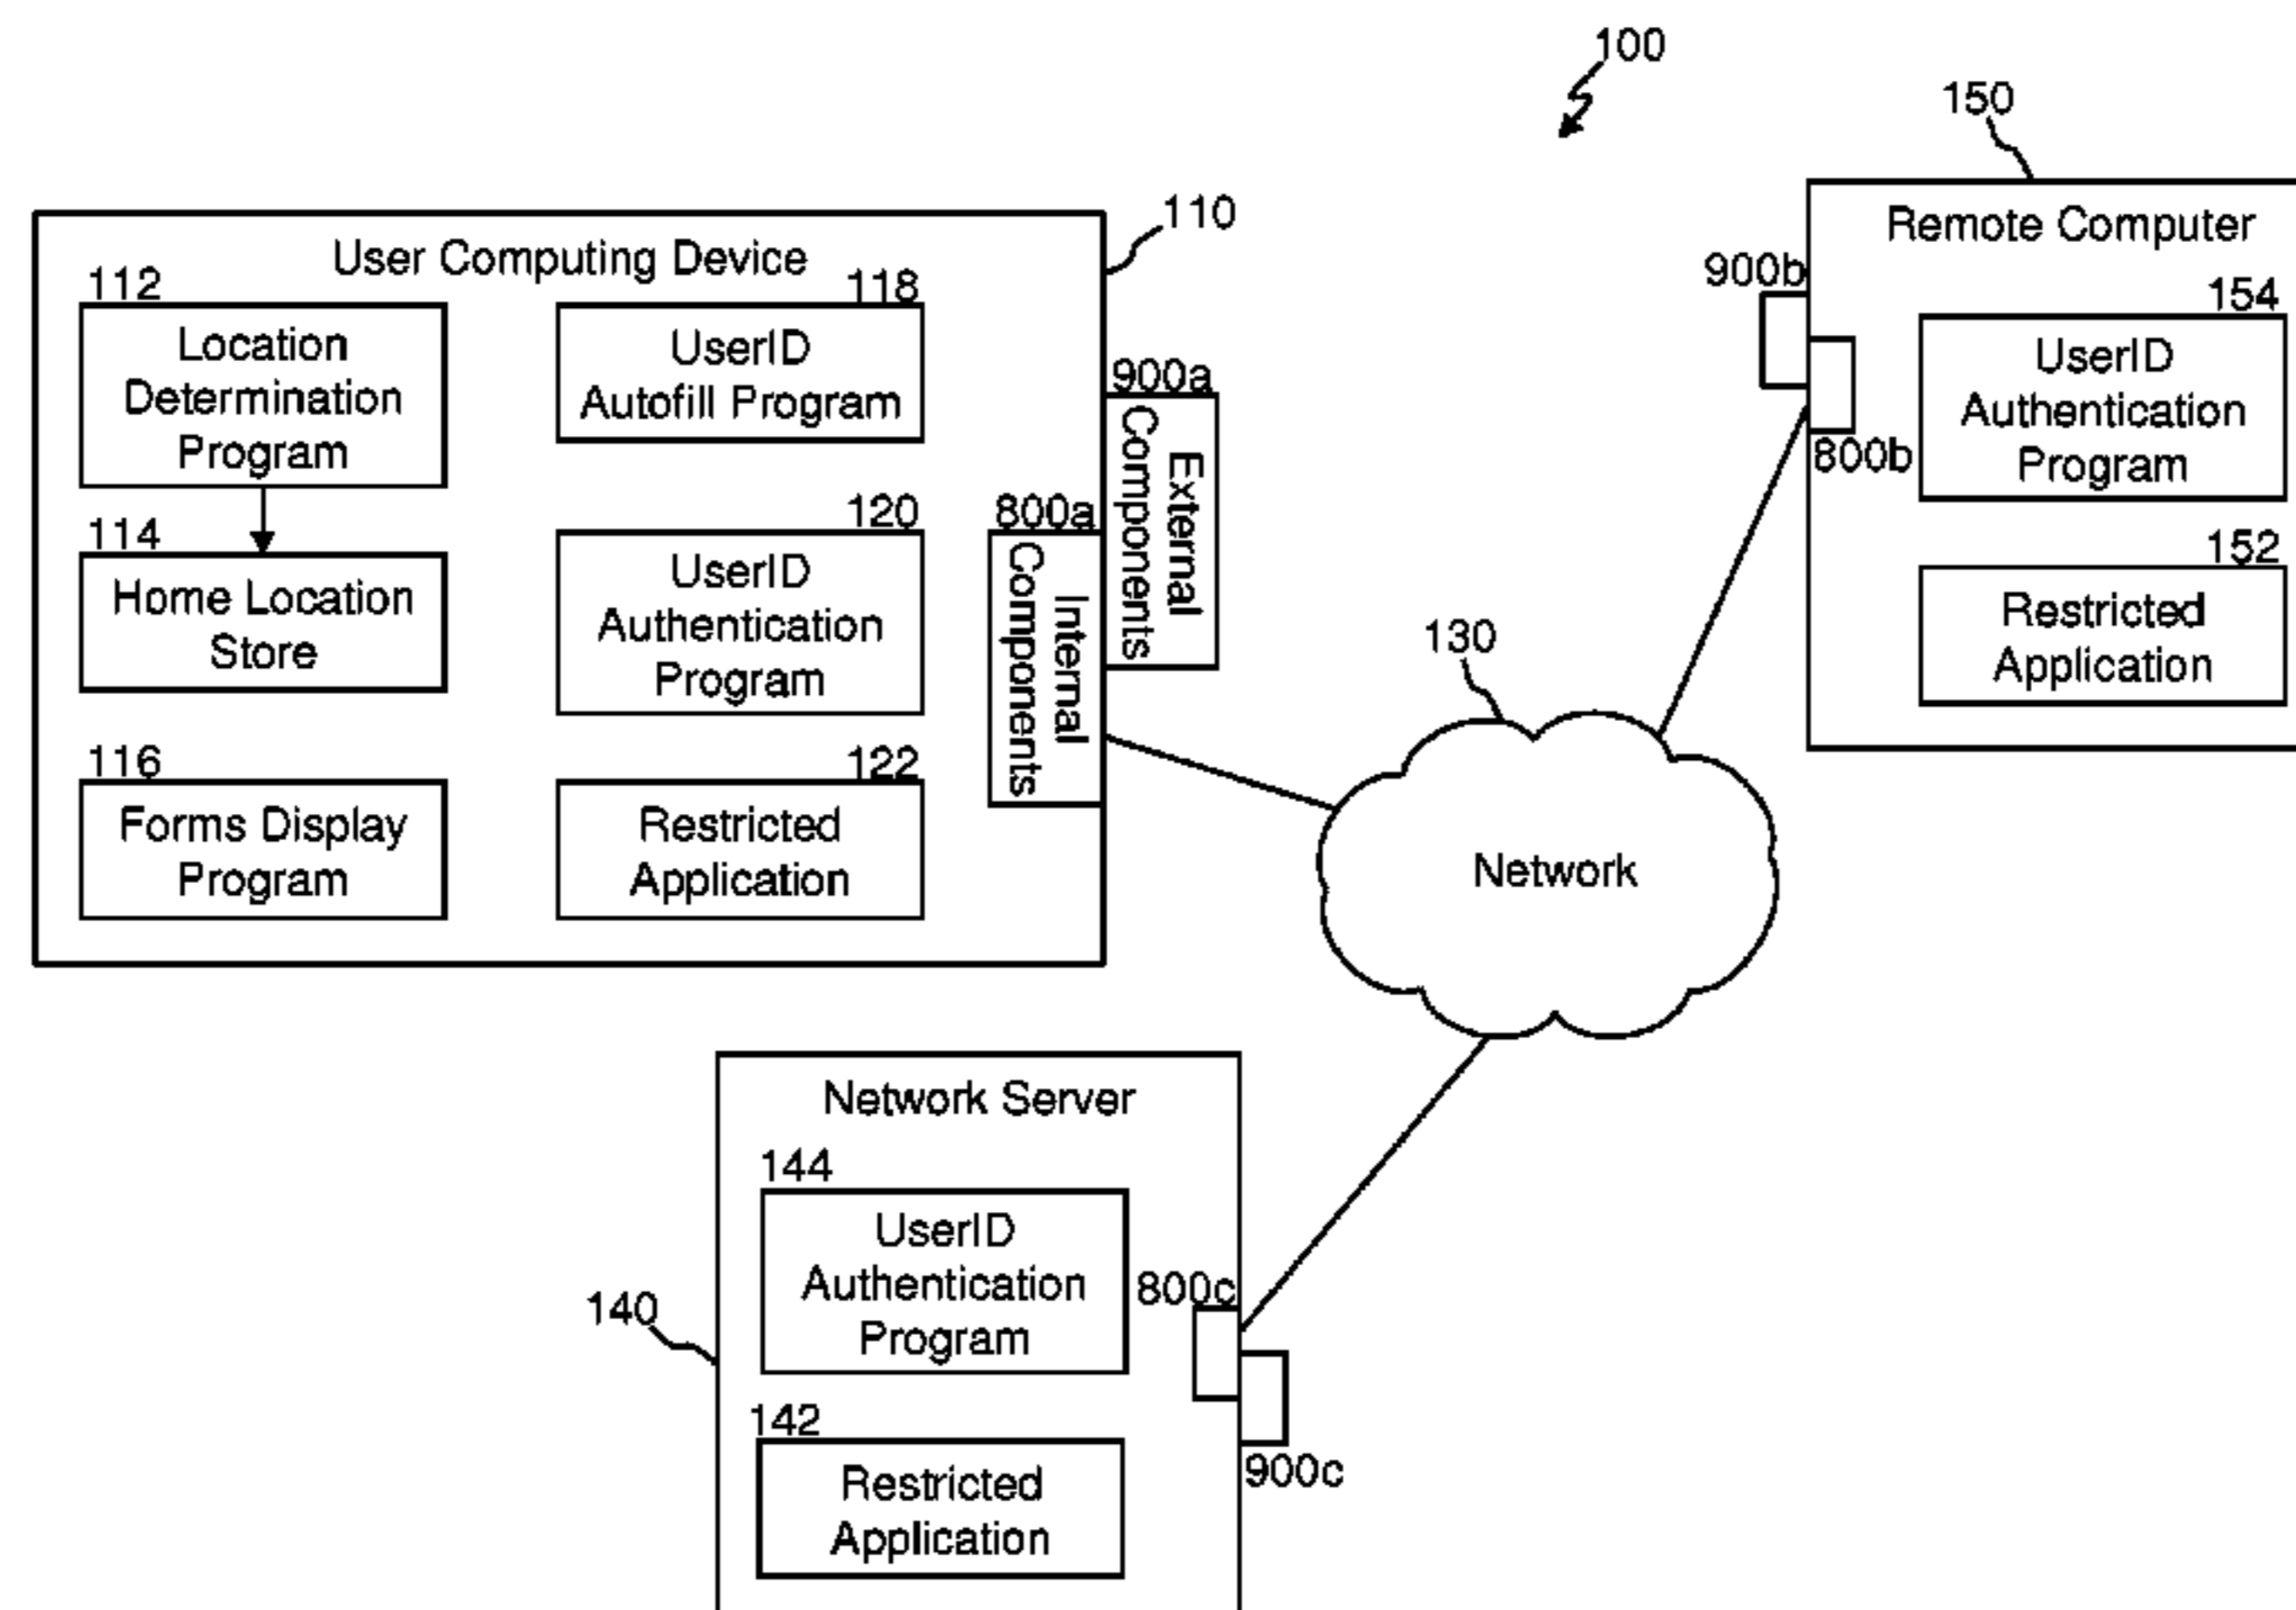 100
150
Remote Computer
900b
154
UserID
Authentication
Program
800b
152
Restricted
Application
110
User Computing Device
112
Location
Determination
Program
118
UserID
Autofill Program
900a
External
Components
114
Home Location
Store
120
UserID
Authentication
Program
800a
Internal
Components
116
Forms Display
Program
122
Restricted
Application
130
Network
Network Server
144
UserID
Authentication
Program
800c
140
142
Restricted
Application
900c